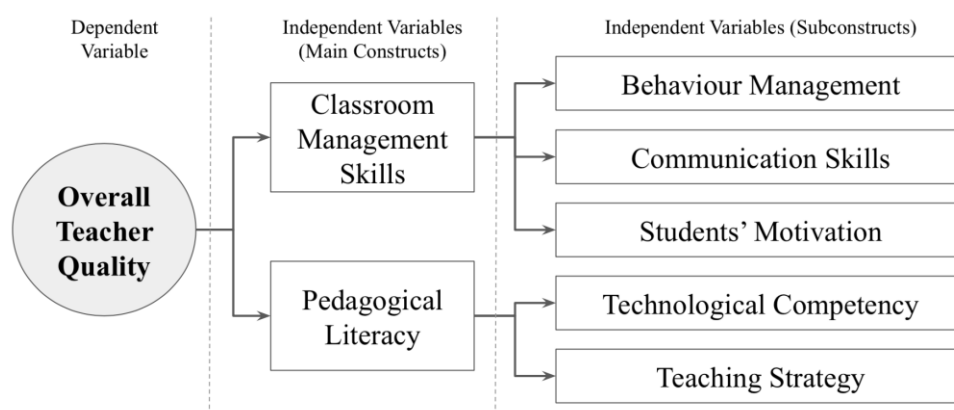 Dependent
Variable
Independent Variables
(Main Constructs)
Independent Variables (Subconstructs)
Overall
Teacher
Quality
Classroom
Management
Skills
Pedagogical
Literacy
Behaviour Management
Communication Skills
Students’ Motivation
Technological Competency
Teaching Strategy